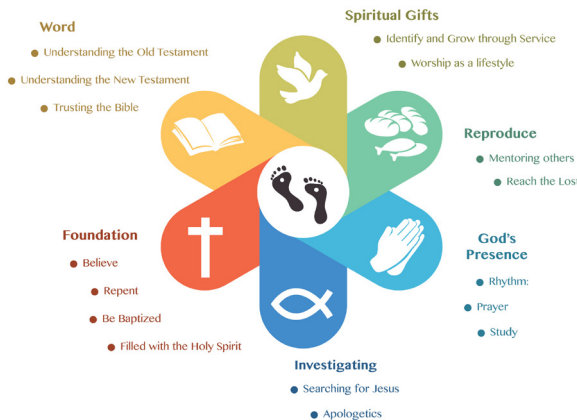 Word
Understanding the Old Testament
Understanding the New Testament
Trusting the Bible
Spiritual Gifts
Identify and Grow through Service
Worship as a lifestyle
Reproduce
Mentoring others
Reach the Lost
God's
Presence
Rhythm:
Prayer
Study
Investigating
Searching for Jesus
Apologetics
Foundation
Believe
Repent
Be Baptized
Filled with the Holy Spirit